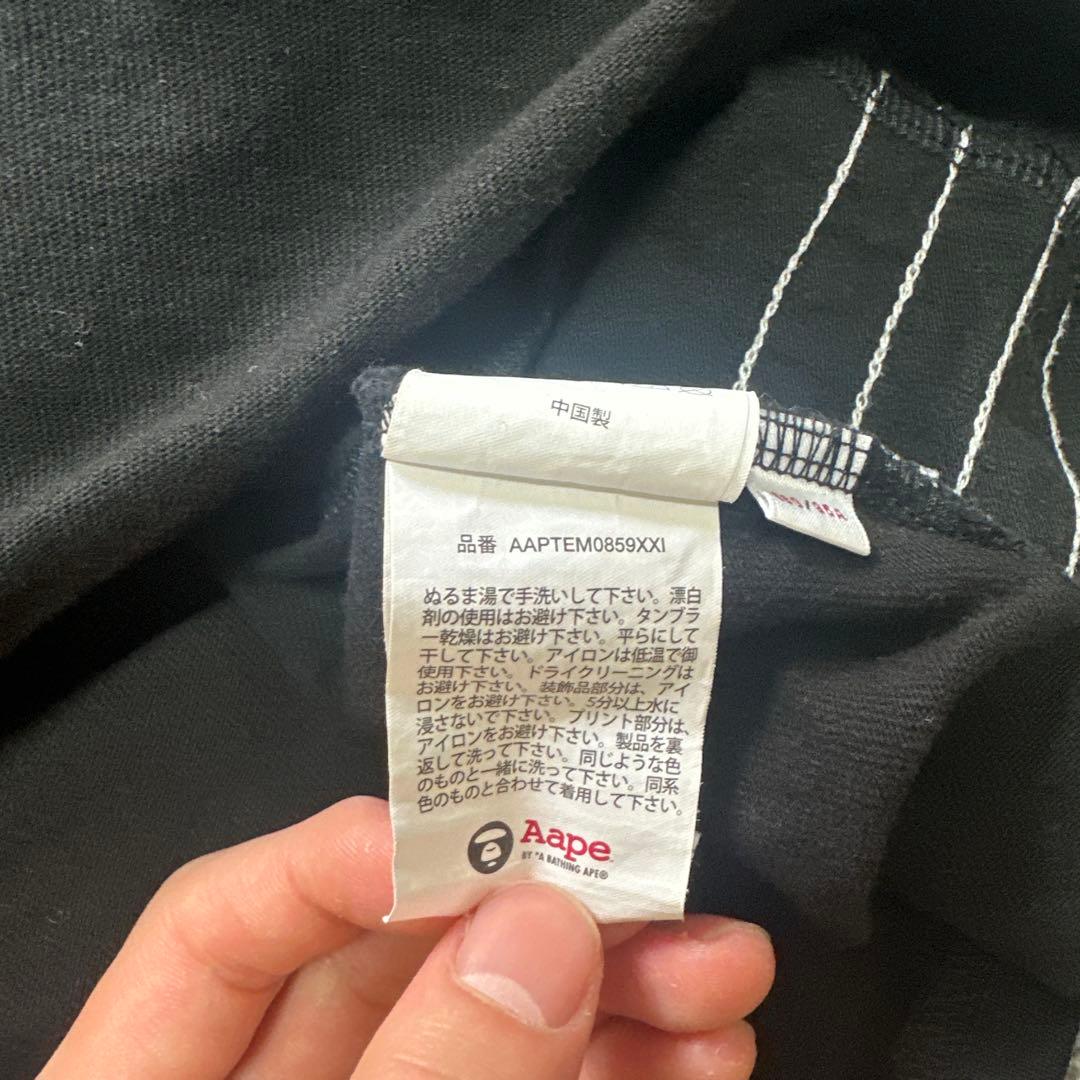 中国製
品番 AAPTEM0859XXI
ぬるま湯で手洗いして下さい。漂白
剤の使用はお避け下さい。タンブラ
ー乾燥はお避け下さい。平らにして
干して下さい。アイロンは低温で御
使用下さい。ドライクリーニングは
お避け下さい。装飾品部分は、アイ
ロンをお避け下さい。5分以上水に
浸さないで下さい。プリント部分は、
アイロンをお避け下さい。製品を裏
返して洗って下さい。同じような色
のものと一緒に洗って下さい。同系
色のものと合わせて着用して下さい。
Aape
BY *A BATHING APE®